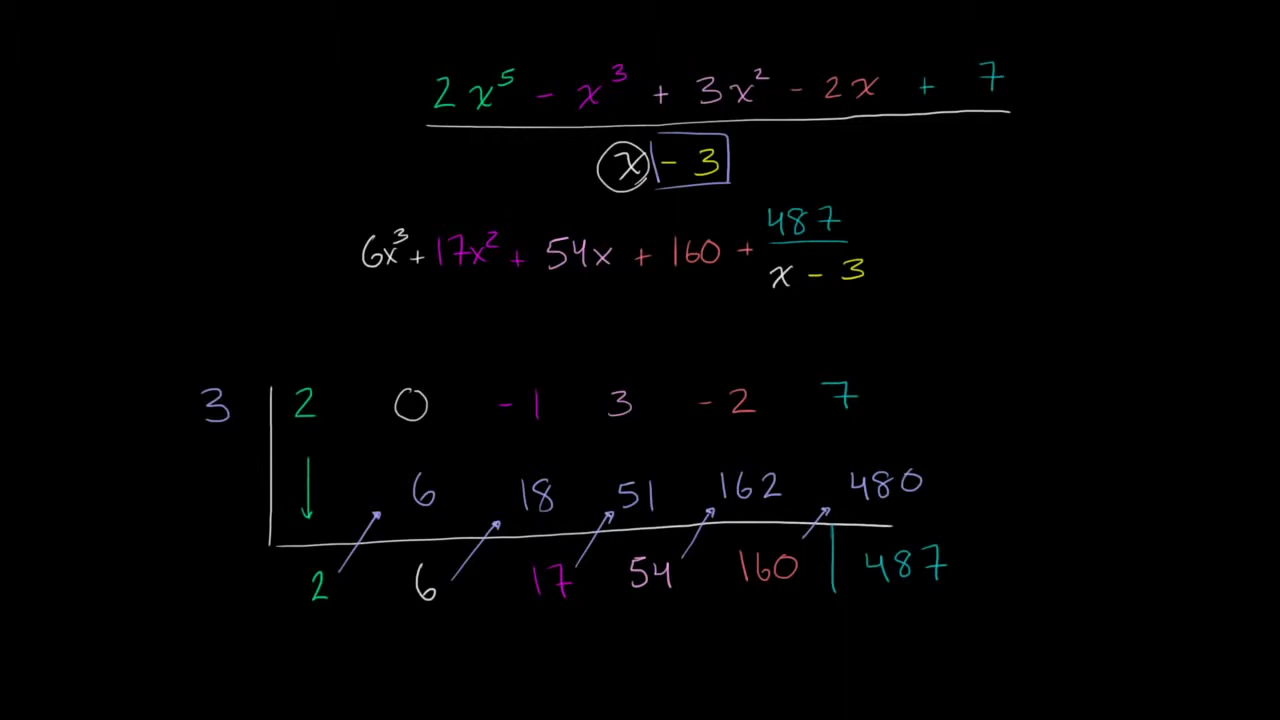 2x⁵ - x³ + 3x² - 2x + 7
x - 3
6x³ + 17x² + 54x + 160 + 487
x - 3
3 2 0 -1 3 -2 7
6 18 51 162 480
2 6 17 54 160 | 487